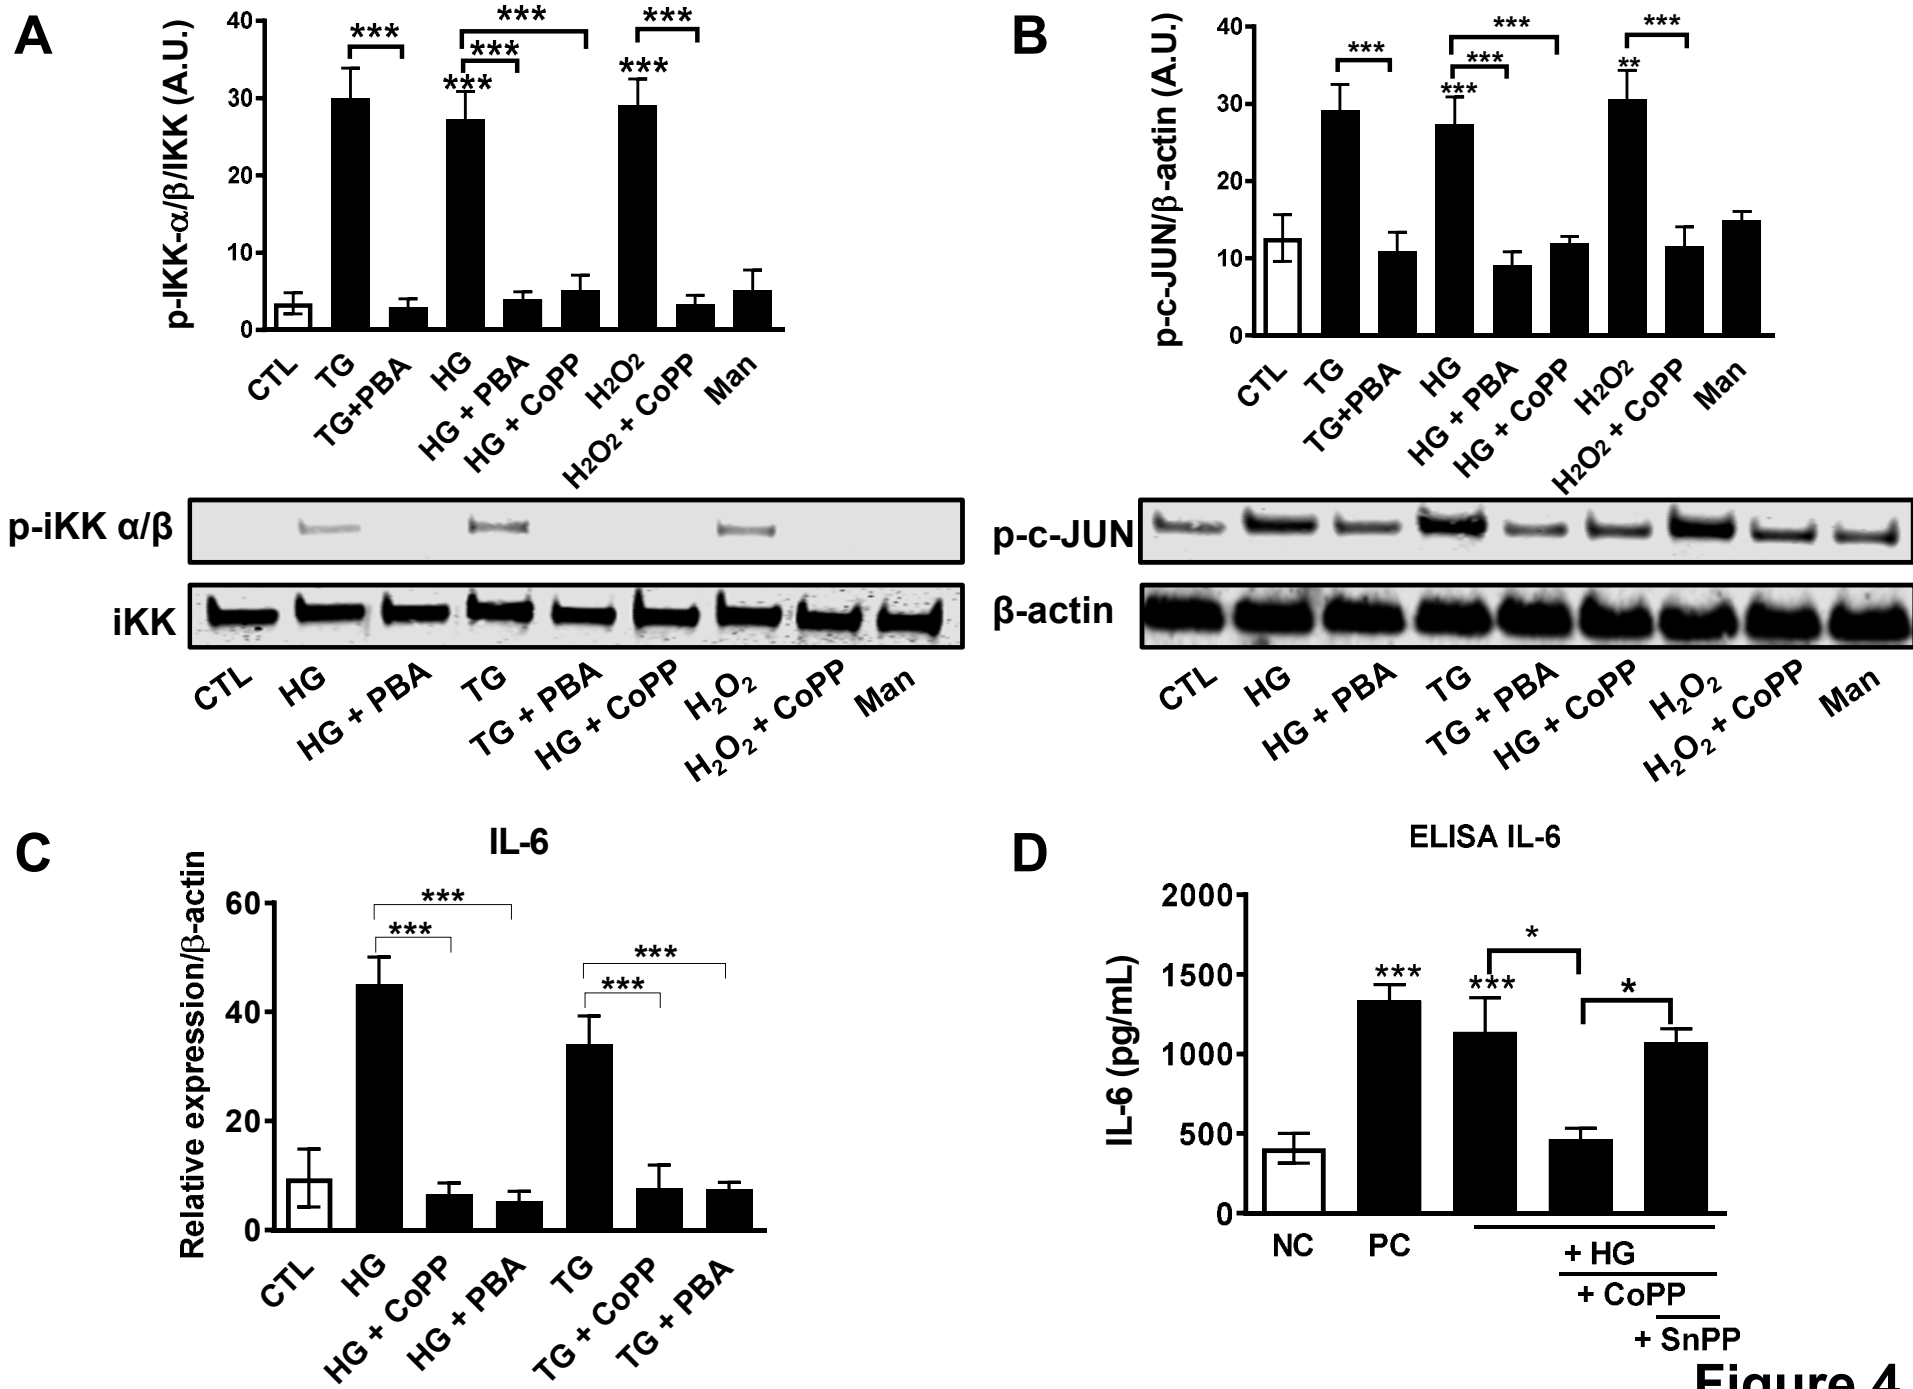 A
p-IKK-α/β/IKK (A.U.)
40
30
20
10
0
***
***
***
***
***
***
CTL
TG
TG+PBA
HG
HG + PBA
HG + CoPP
H2O2
H2O2 + CoPP
Man
p-iKK α/β
iKK
CTL
HG
HG + PBA
TG
TG + PBA
HG + CoPP
H₂O₂
H₂O₂ + CoPP
Man
B
p-c-JUN/β-actin (A.U.)
40
30
20
10
0
***
***
***
***
***
**
CTL
TG
TG+PBA
HG
HG + PBA
HG + CoPP
H2O2
H2O2 + CoPP
Man
p-c-JUN
β-actin
CTL
HG
HG + PBA
TG
TG + PBA
HG + CoPP
H₂O₂
H₂O₂ + CoPP
Man
C
IL-6
Relative expression/β-actin
60
40
20
0
***
***
***
***
CTL
HG
HG + CoPP
HG + PBA
TG
TG + CoPP
TG + PBA
D
ELISA IL-6
IL-6 (pg/mL)
2000
1500
1000
500
0
***
***
*
*
NC
PC
+ HG
+ CoPP
+ SnPP
Figure 4